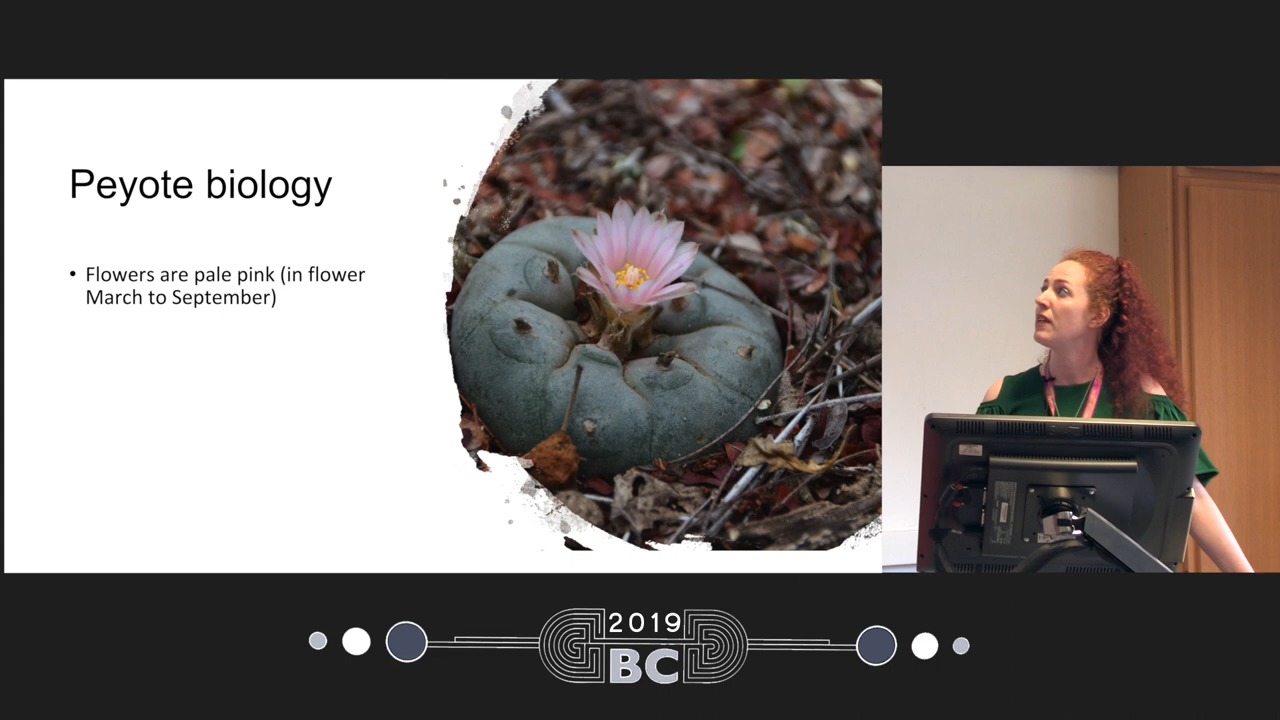 Peyote biology
• Flowers are pale pink (in flower
March to September)
2019
BC